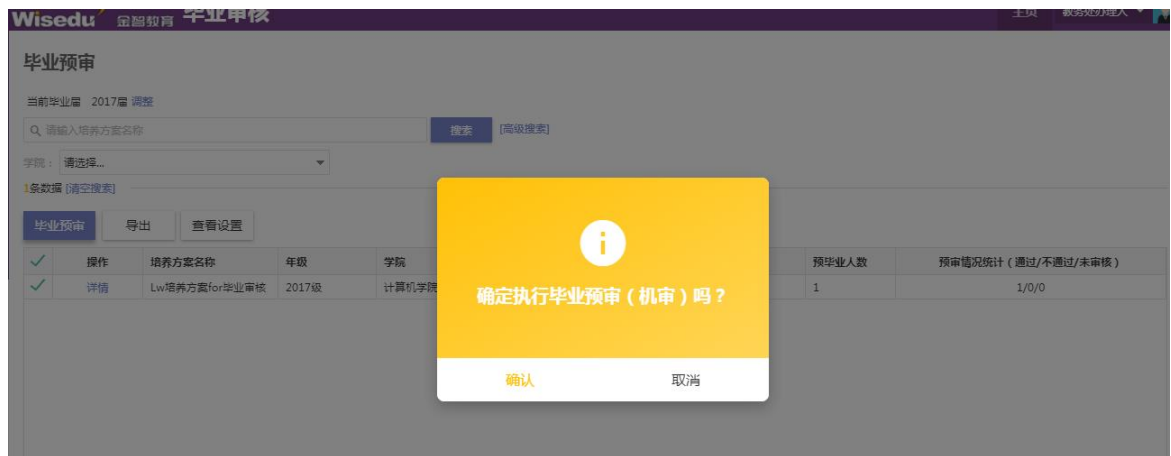 Wisedu 金智教育 毕业审核 主页 教务处办理人
毕业预审
当前毕业届 2017届 调整
请输入培养方案名称 搜索 [高级搜索]
学院： 请选择...
1条数据 [清空搜索]
毕业预审 导出 查看设置
操作 培养方案名称 年级 学院 预毕业人数 预审情况统计（通过/不通过/未审核）
详情 Lw培养方案for毕业审核 2017级 计算机学院 1 1/0/0
确定执行毕业预审（机审）吗？
确认 取消